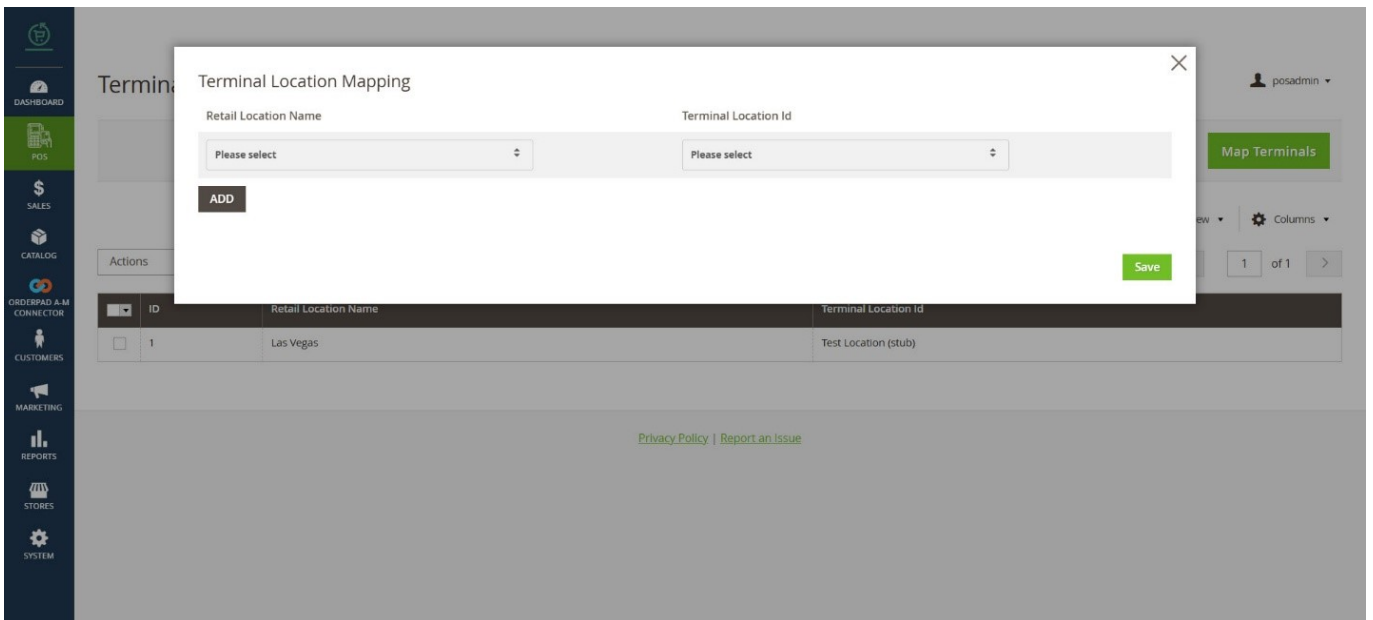 DASHBOARD
POS
SALES
CATALOG
ORDERPAD A-M
CONNECTOR
CUSTOMERS
MARKETING
REPORTS
STORES
SYSTEM
Termin
posadmin
Terminal Location Mapping
Retail Location Name Terminal Location Id
Please select Please select
ADD
Save
Map Terminals
ew Columns
Actions
1 of 1
ID Retail Location Name Terminal Location Id
1 Las Vegas Test Location (stub)
Privacy Policy | Report an Issue